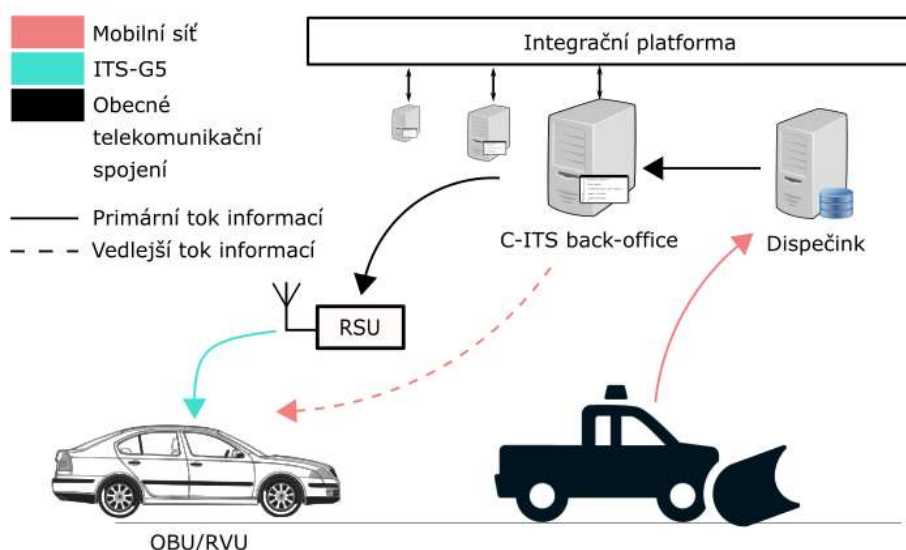 Mobilní síť
ITS-G5
Obecné
telekomunikační
spojení
Primární tok informací
Vedlejší tok informací
Integrační platforma
C-ITS back-office
Dispečink
RSU
OBU/RVU